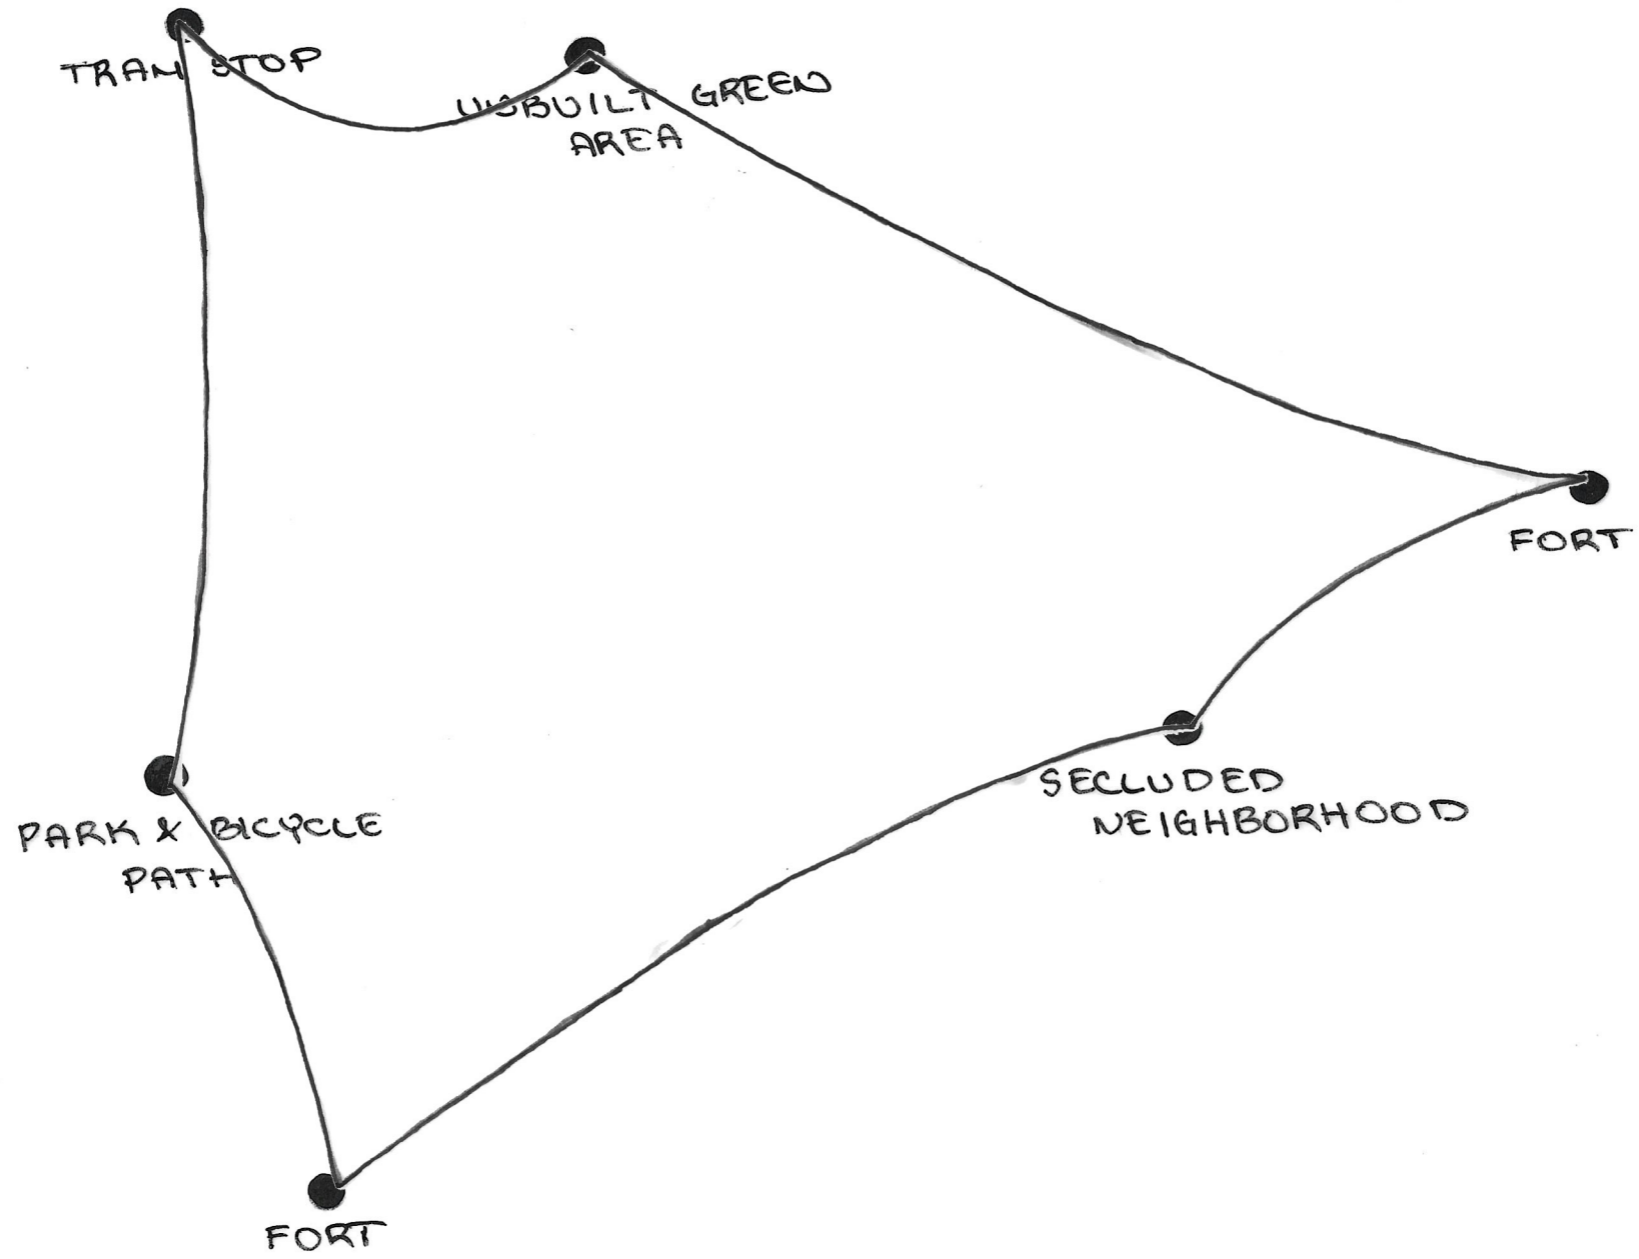 TRAM STOP
UNBUILT GREEN
AREA
FORT
SECLUDED
NEIGHBORHOOD
PARK & BICYCLE
PATH
FORT